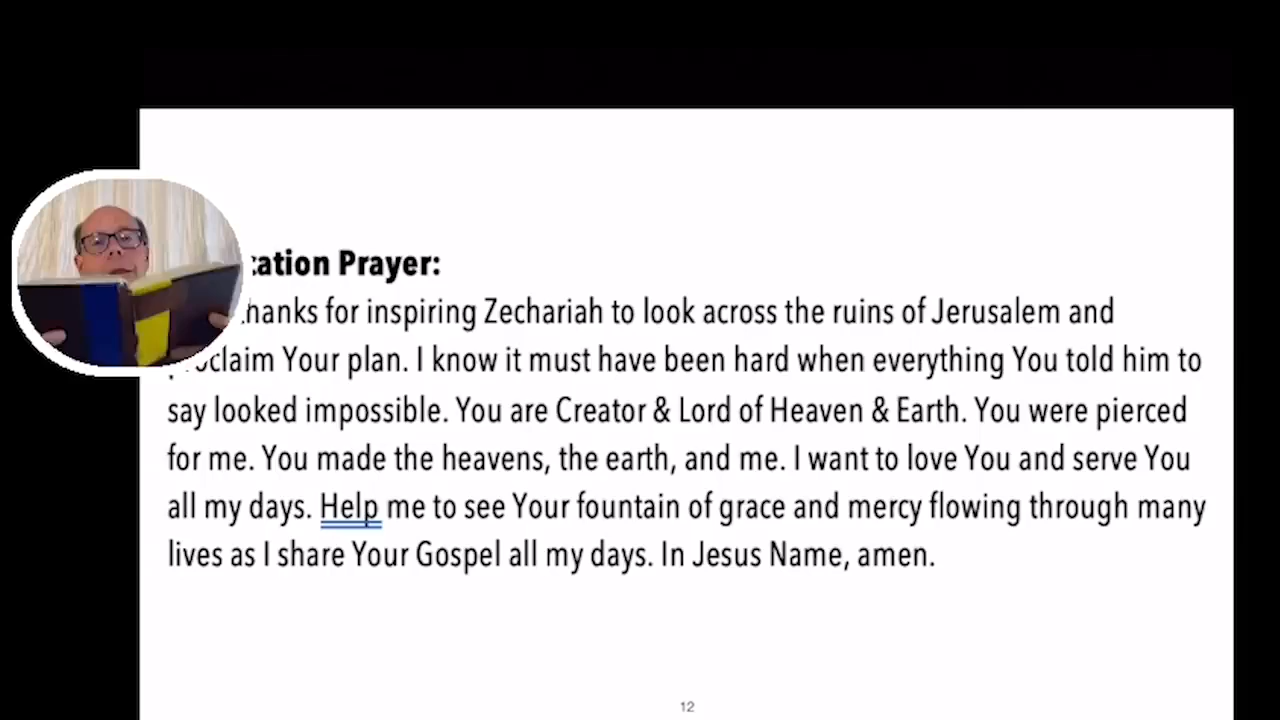 Prayer:
for inspiring Zechariah to look across the ruins of Jerusalem and
Your plan. I know it must have been hard when everything You told him to
say looked impossible. You are Creator & Lord of Heaven & Earth. You were pierced
for me. You made the heavens, the earth, and me. I want to love You and serve You
all my days. Help me to see Your fountain of grace and mercy flowing through many
lives as I share Your Gospel all my days. In Jesus Name, amen.
12